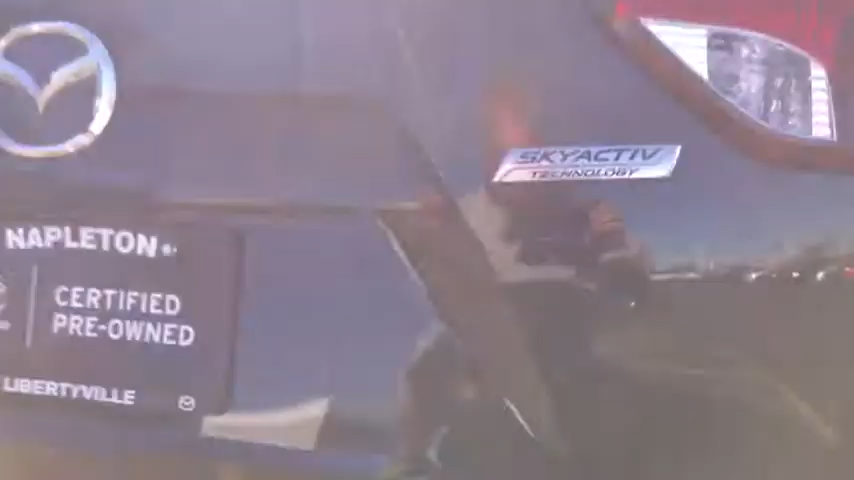 SKYACTIV
TECHNOLOGY
NAPLETON
CERTIFIED
PRE-OWNED
LIBERTYVILLE